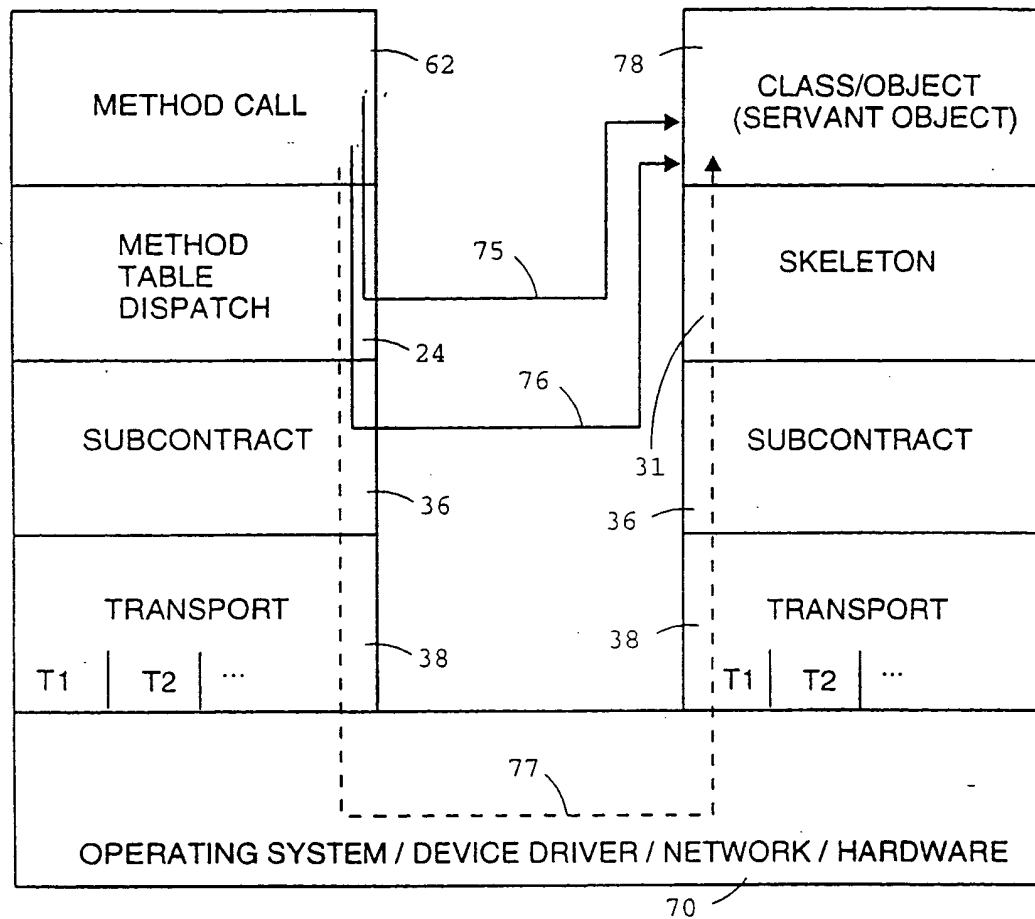 62
METHOD CALL
78
CLASS/OBJECT
(SERVANT OBJECT)
METHOD
TABLE
DISPATCH
75
SKELETON
24
76
SUBCONTRACT
31
SUBCONTRACT
36
36
TRANSPORT
TRANSPORT
38
38
T1 T2 ...
T1 T2 ...
77
OPERATING SYSTEM / DEVICE DRIVER / NETWORK / HARDWARE
70